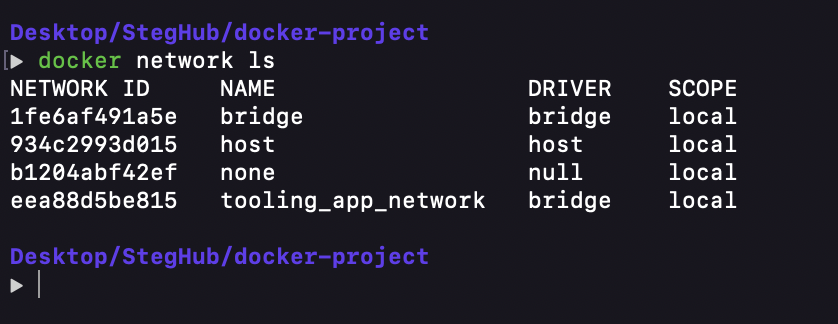 Desktop/StegHub/docker-project
▶ docker network ls
NETWORK ID     NAME                  DRIVER    SCOPE
1fe6af491a5e   bridge                bridge    local
934c2993d015   host                  host      local
b1204abf42ef   none                  null      local
eea88d5be815   tooling_app_network   bridge    local
Desktop/StegHub/docker-project
▶